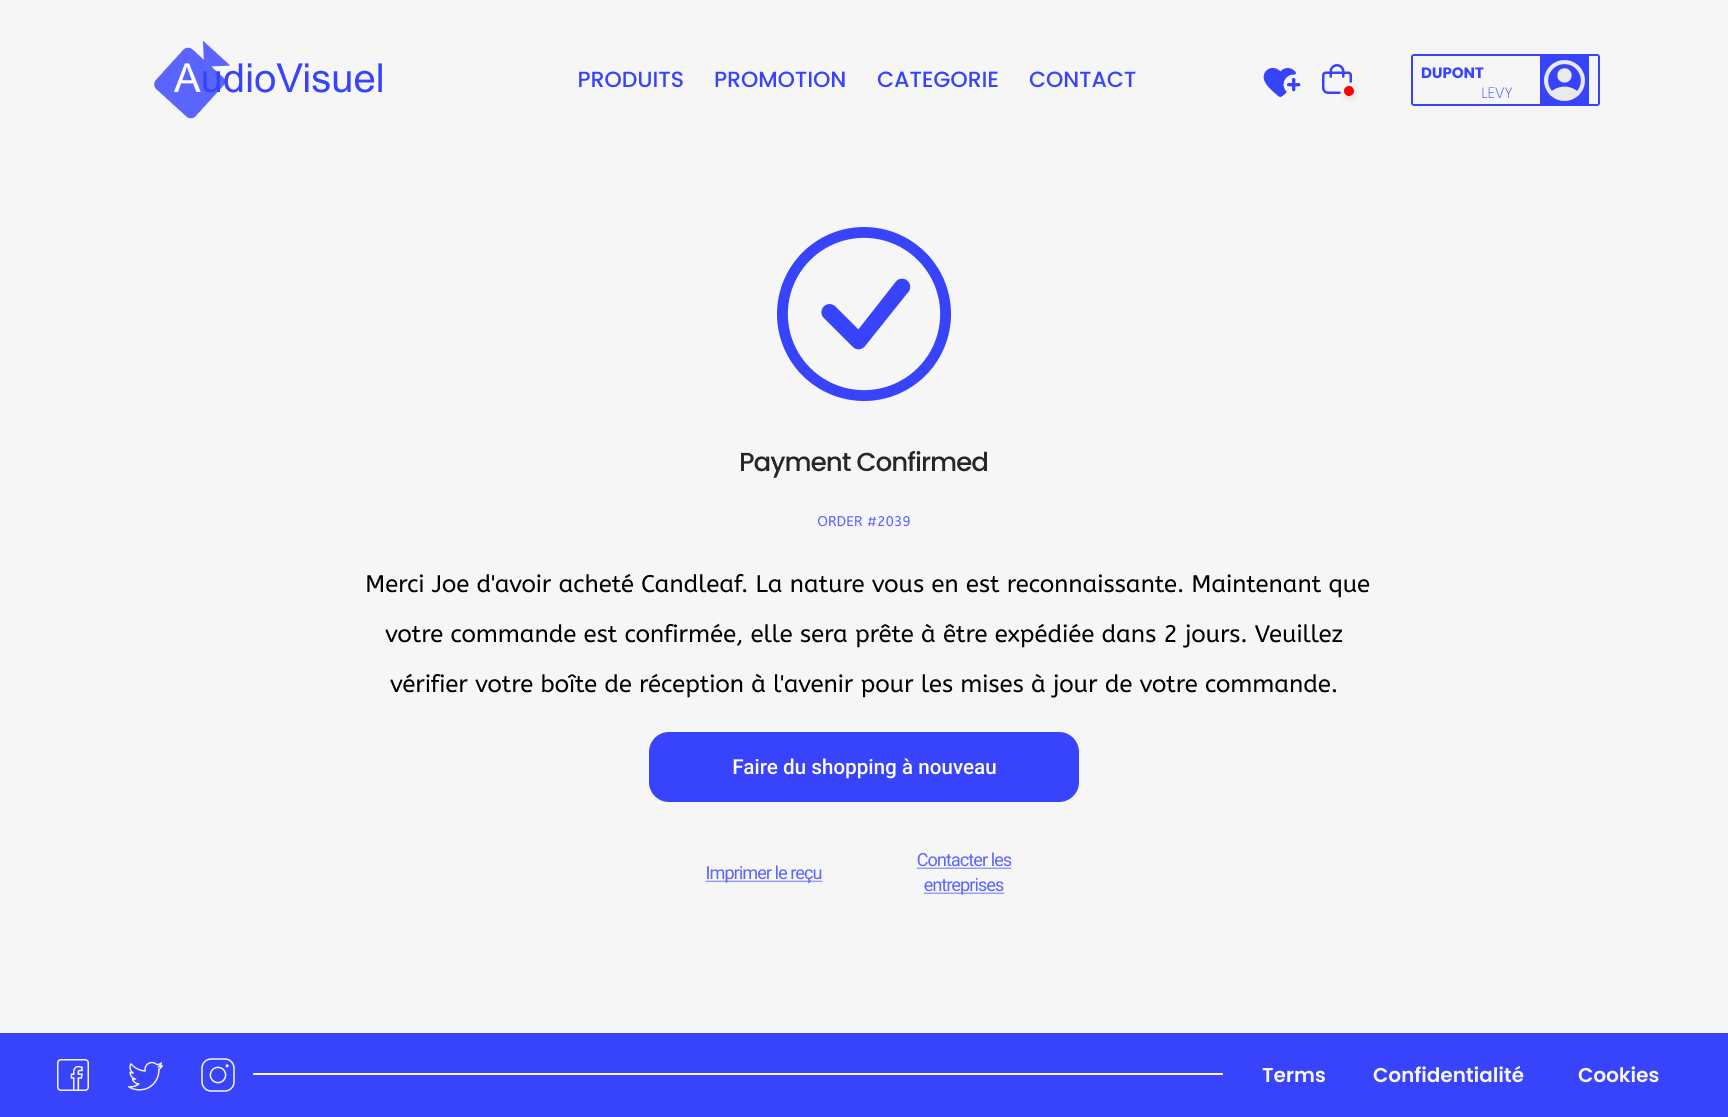 AudioVisuel
PRODUITS PROMOTION CATEGORIE CONTACT
DUPONT
LEVY
Payment Confirmed
ORDER #2039
Merci Joe d'avoir acheté Candleaf. La nature vous en est reconnaissante. Maintenant que
votre commande est confirmée, elle sera prête à être expédiée dans 2 jours. Veuillez
vérifier votre boîte de réception à l'avenir pour les mises à jour de votre commande.
Faire du shopping à nouveau
Imprimer le reçu
Contacter les
entreprises
Terms Confidentialité Cookies